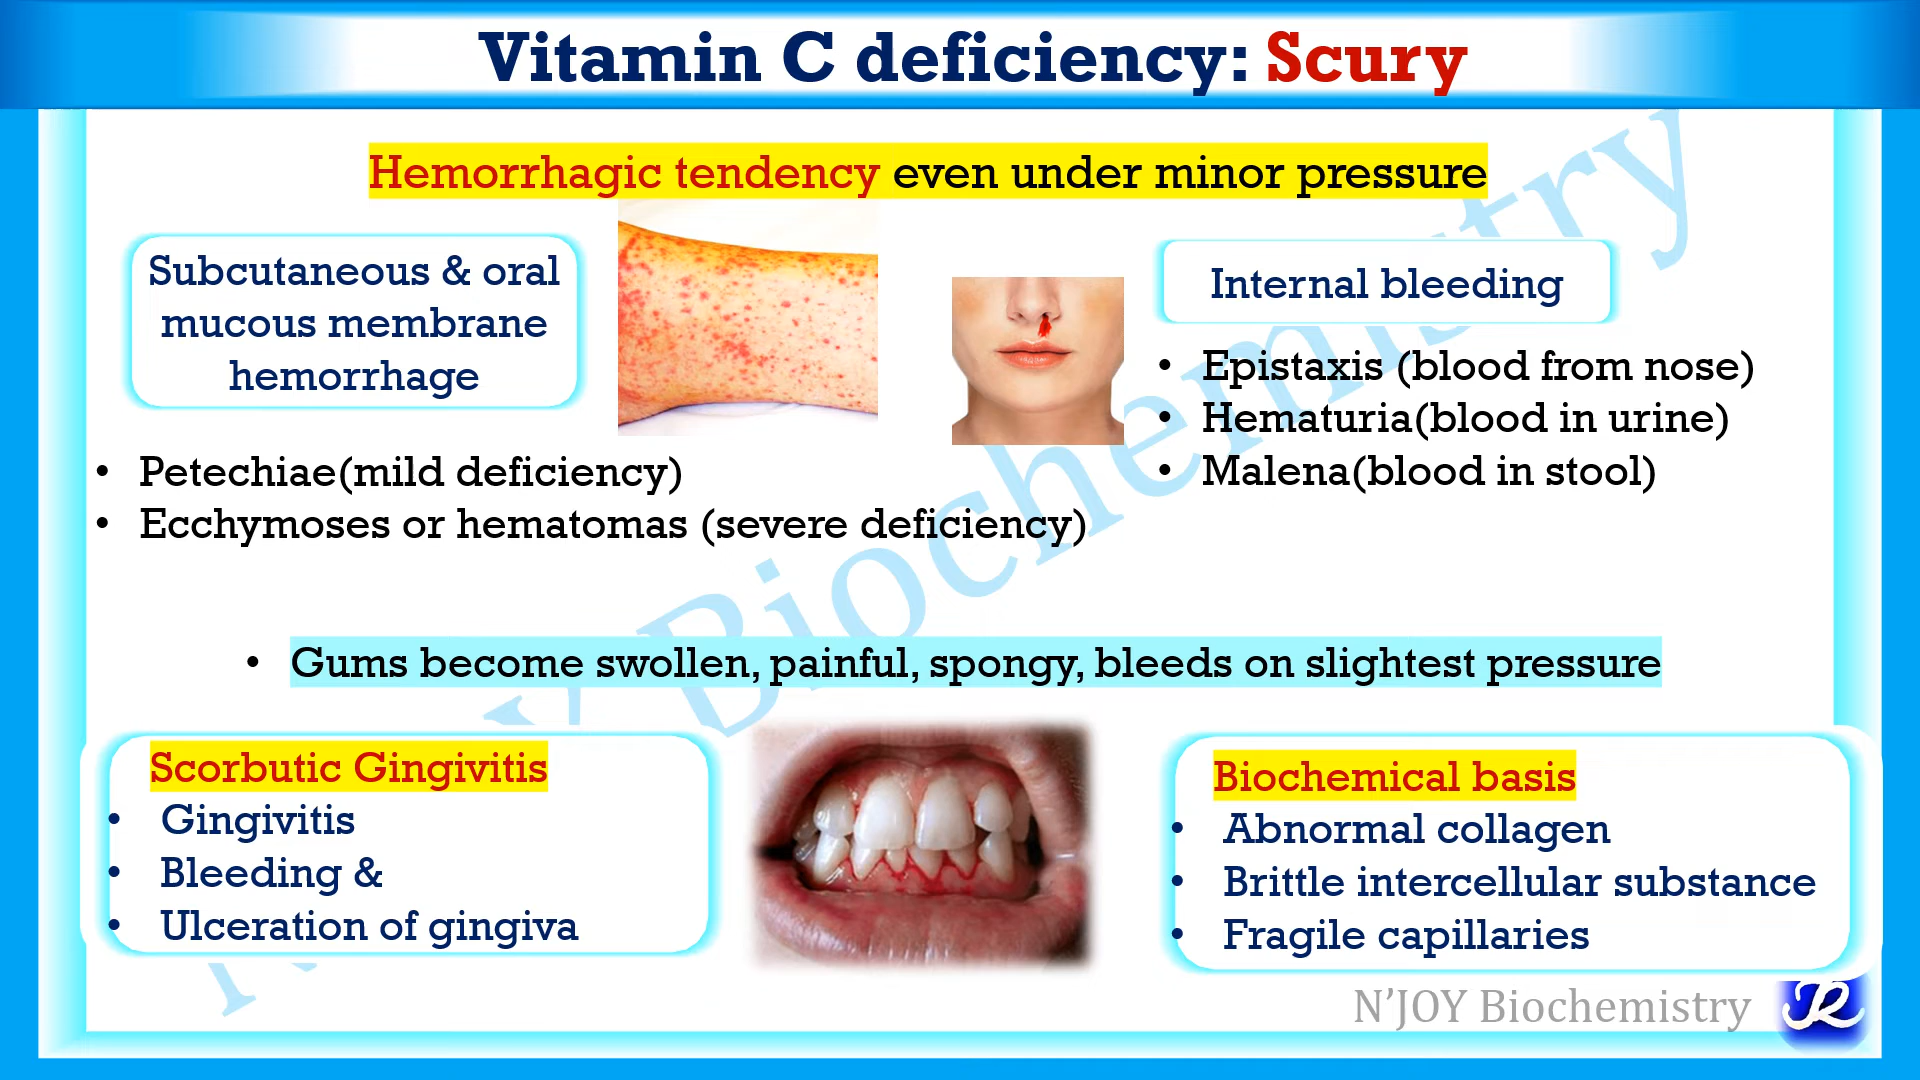 Vitamin C deficiency: Scury
Hemorrhagic tendency even under minor pressure
Subcutaneous & oral
mucous membrane
hemorrhage
• Petechiae(mild deficiency)
• Ecchymoses or hematomas (severe deficiency)
Internal bleeding
• Epistaxis (blood from nose)
• Hematuria(blood in urine)
• Malena(blood in stool)
• Gums become swollen, painful, spongy, bleeds on slightest pressure
Scorbutic Gingivitis
• Gingivitis
• Bleeding &
• Ulceration of gingiva
Biochemical basis
• Abnormal collagen
• Brittle intercellular substance
• Fragile capillaries
N'JOY Biochemistry